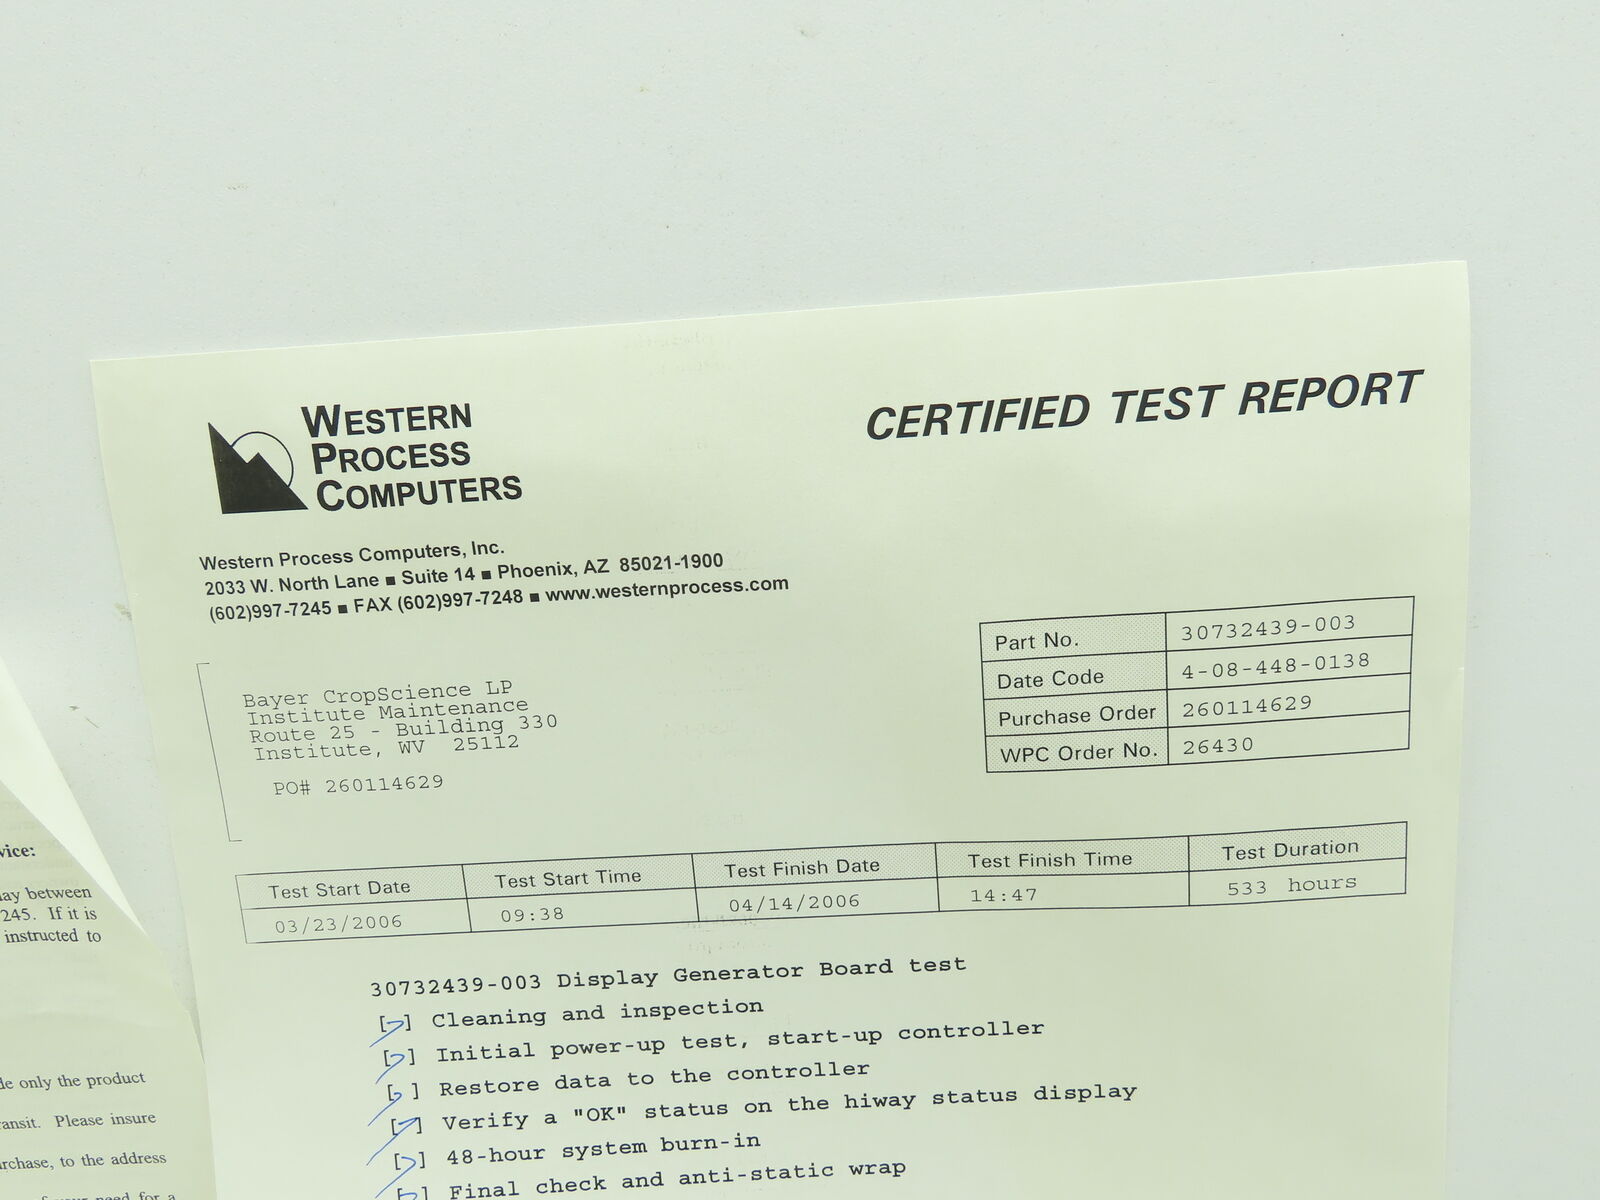 WESTERN
PROCESS
COMPUTERS
CERTIFIED TEST REPORT
Western Process Computers, Inc.
2033 W. North Lane ■ Suite 14 ■ Phoenix, AZ 85021-1900
(602)997-7245 ■ FAX (602)997-7248 ■ www.westernprocess.com
Part No. 30732439-003
Date Code 4-08-448-0138
Purchase Order 260114629
WPC Order No. 26430
Bayer CropScience LP
Institute Maintenance
Route 25 - Building 330
Institute, WV 25112
PO# 260114629
Test Start Date Test Start Time Test Finish Date Test Finish Time Test Duration
03/23/2006 09:38 04/14/2006 14:47 533 hours
30732439-003 Display Generator Board test
[ ] Cleaning and inspection
[ ] Initial power-up test, start-up controller
[ ] Restore data to the controller
[ ] Verify a "OK" status on the hiway status display
[ ] 48-hour system burn-in
[ ] Final check and anti-static wrap
vice:
between
245. If it is
instructed to
only the product
ansit. Please insure
to the address
need for a